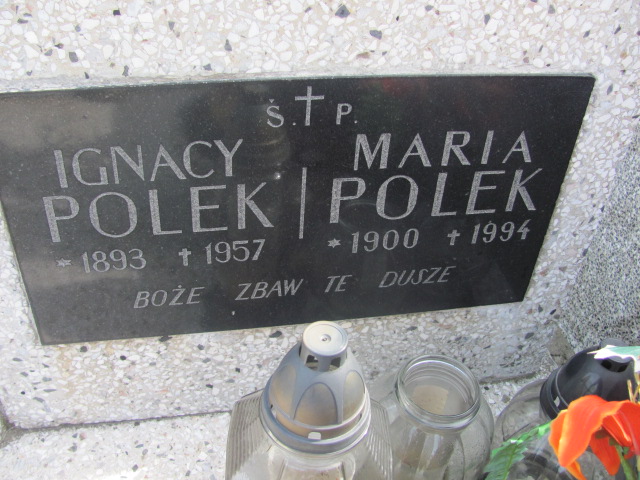 Ś.†P.
IGNACY
POLEK
* 1893 † 1957
MARIA
POLEK
* 1900 † 1994
BOŻE ZBAW TE DUSZE